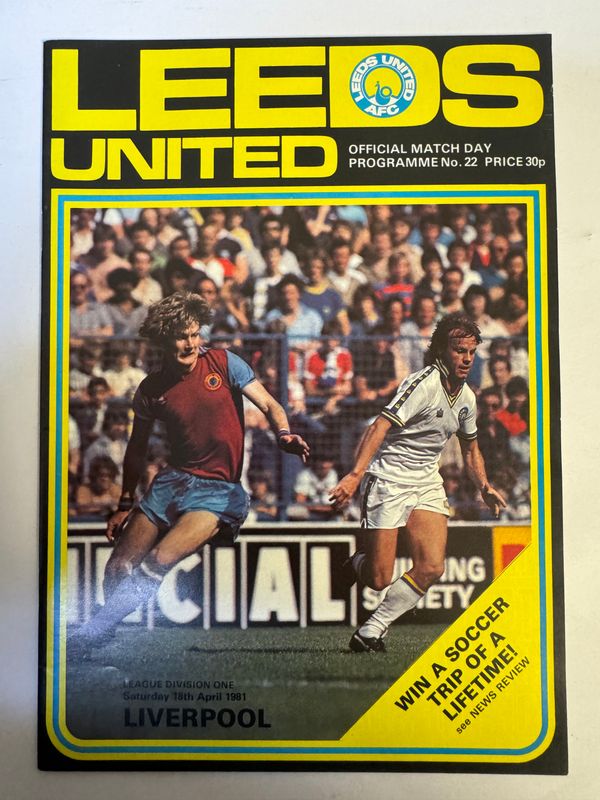 LEEDS
LEEDS UNITED
AFC
UNITED
OFFICIAL MATCH DAY
PROGRAMME No. 22 PRICE 30p
CIAL
SOCIETY
WIN A SOCCER
TRIP OF A
LIFETIME!
see NEWS REVIEW
LEAGUE DIVISION ONE
Saturday 18th April 1981
LIVERPOOL